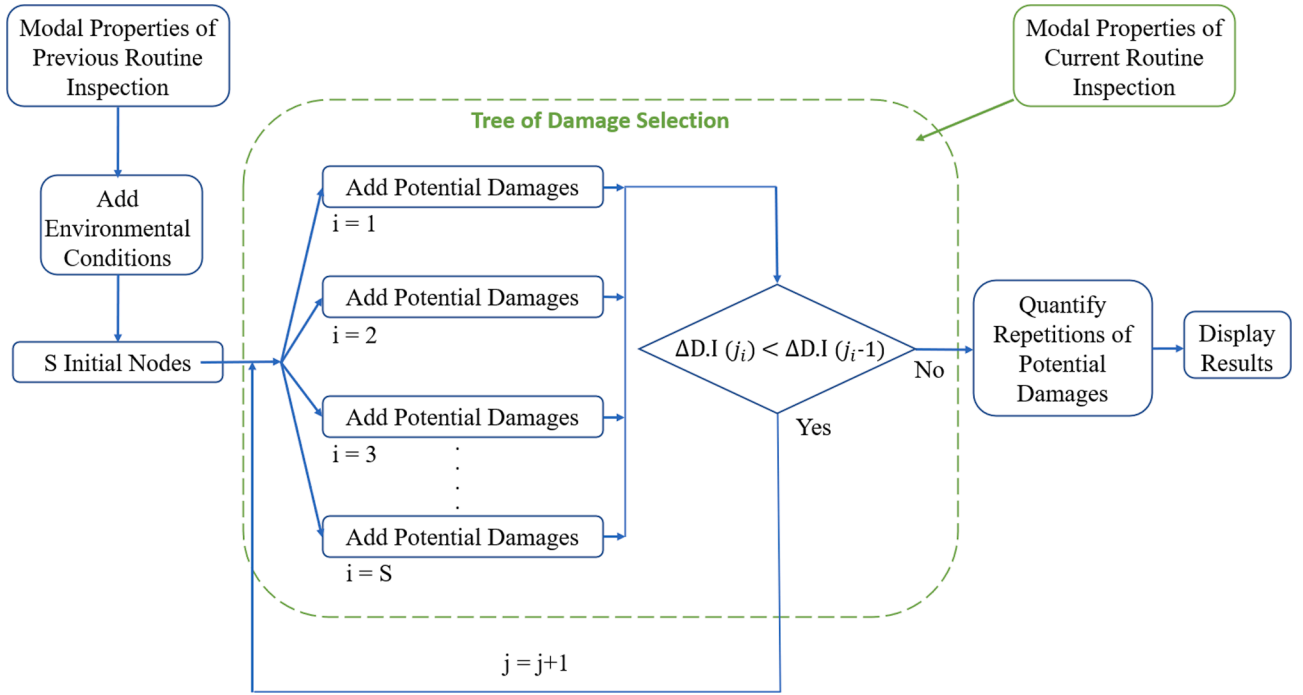 Modal Properties of
Previous Routine
Inspection
Modal Properties of
Current Routine
Inspection
Tree of Damage Selection
Add
Environmental
Conditions
S Initial Nodes
Add Potential Damages
i = 1
Add Potential Damages
i = 2
Add Potential Damages
i = 3
.
.
.
.
Add Potential Damages
i = S
ΔD.I (jᵢ) < ΔD.I (jᵢ-1)
No
Yes
Quantify
Repetitions of
Potential
Damages
Display
Results
j = j+1